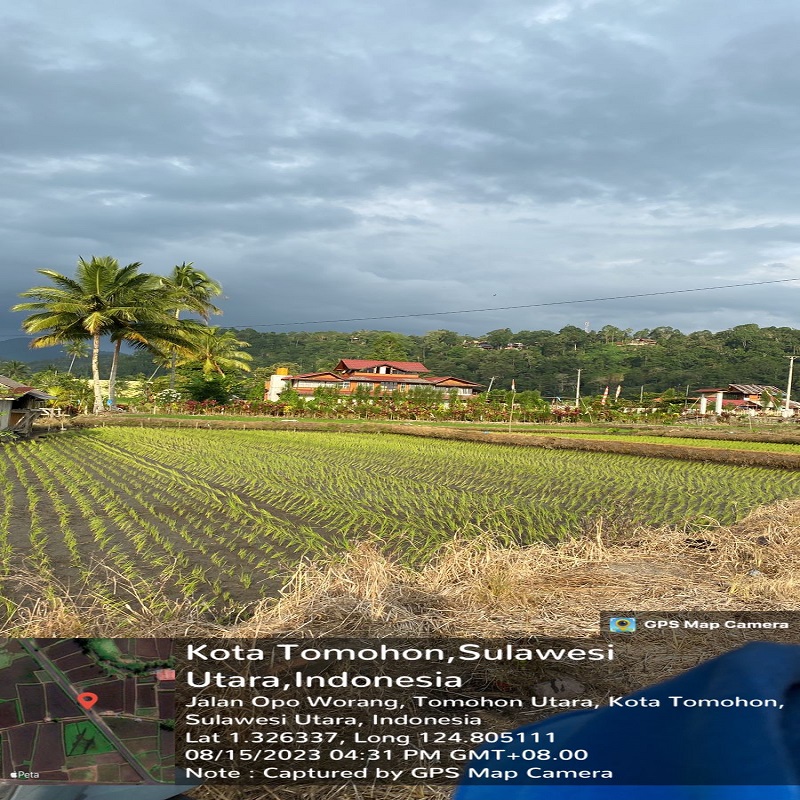 GPS Map Camera
Kota Tomohon,Sulawesi
Utara,Indonesia
Jalan Opo Worang, Tomohon Utara, Kota Tomohon,
Sulawesi Utara, Indonesia
Lat 1.326337, Long 124.805111
08/15/2023 04:31 PM GMT+08.00
Note : Captured by GPS Map Camera
Peta